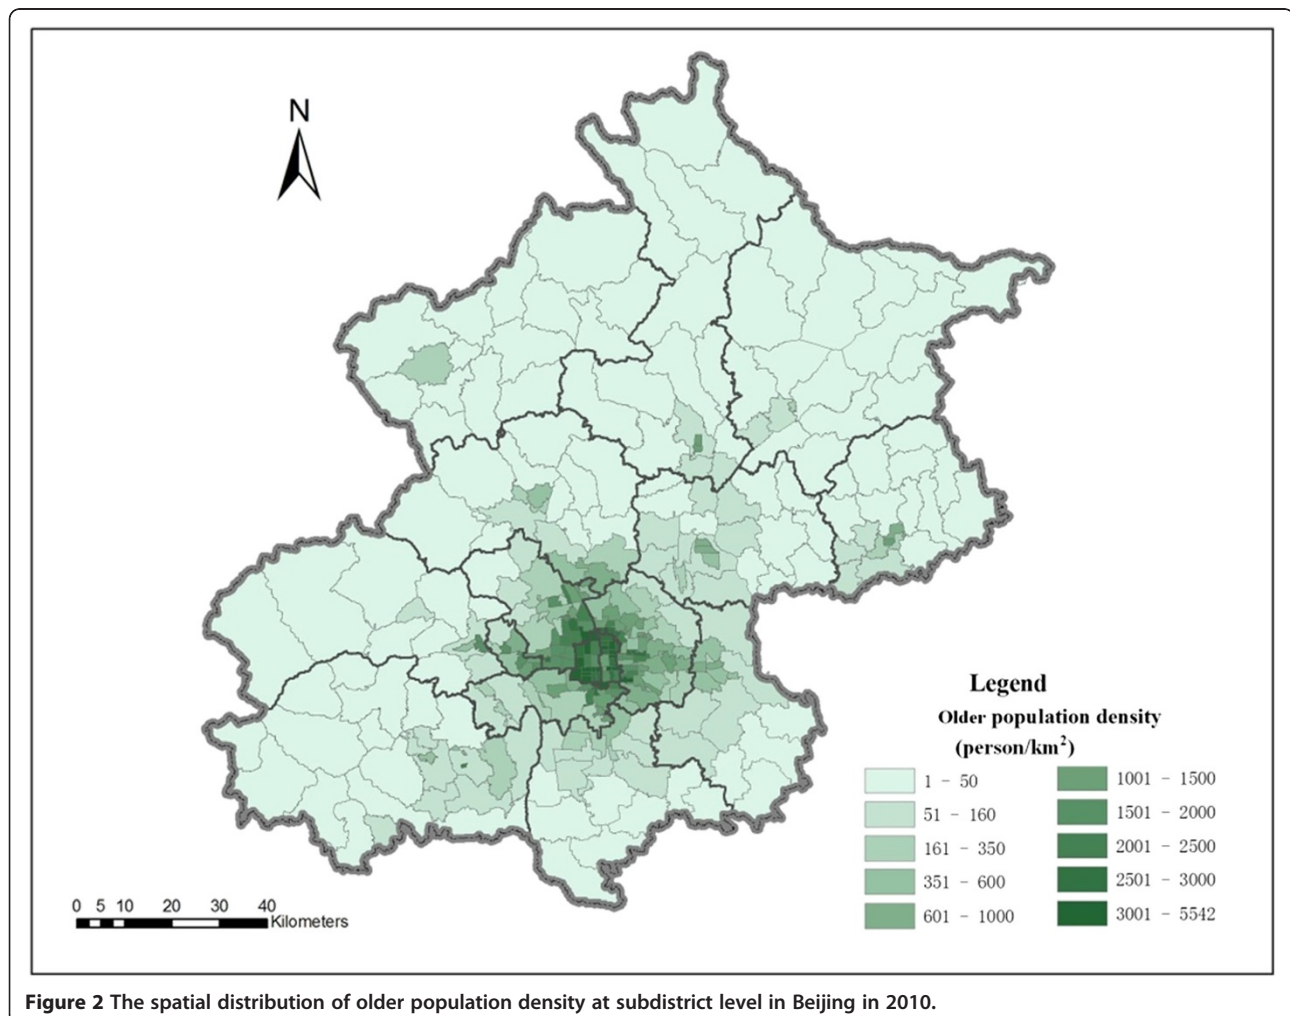 N
Legend
Older population density
(person/km²)
1 - 50
51 - 160
161 - 350
351 - 600
601 - 1000
1001 - 1500
1501 - 2000
2001 - 2500
2501 - 3000
3001 - 5542
0 5 10 20 30 40
Kilometers
Figure 2 The spatial distribution of older population density at subdistrict level in Beijing in 2010.